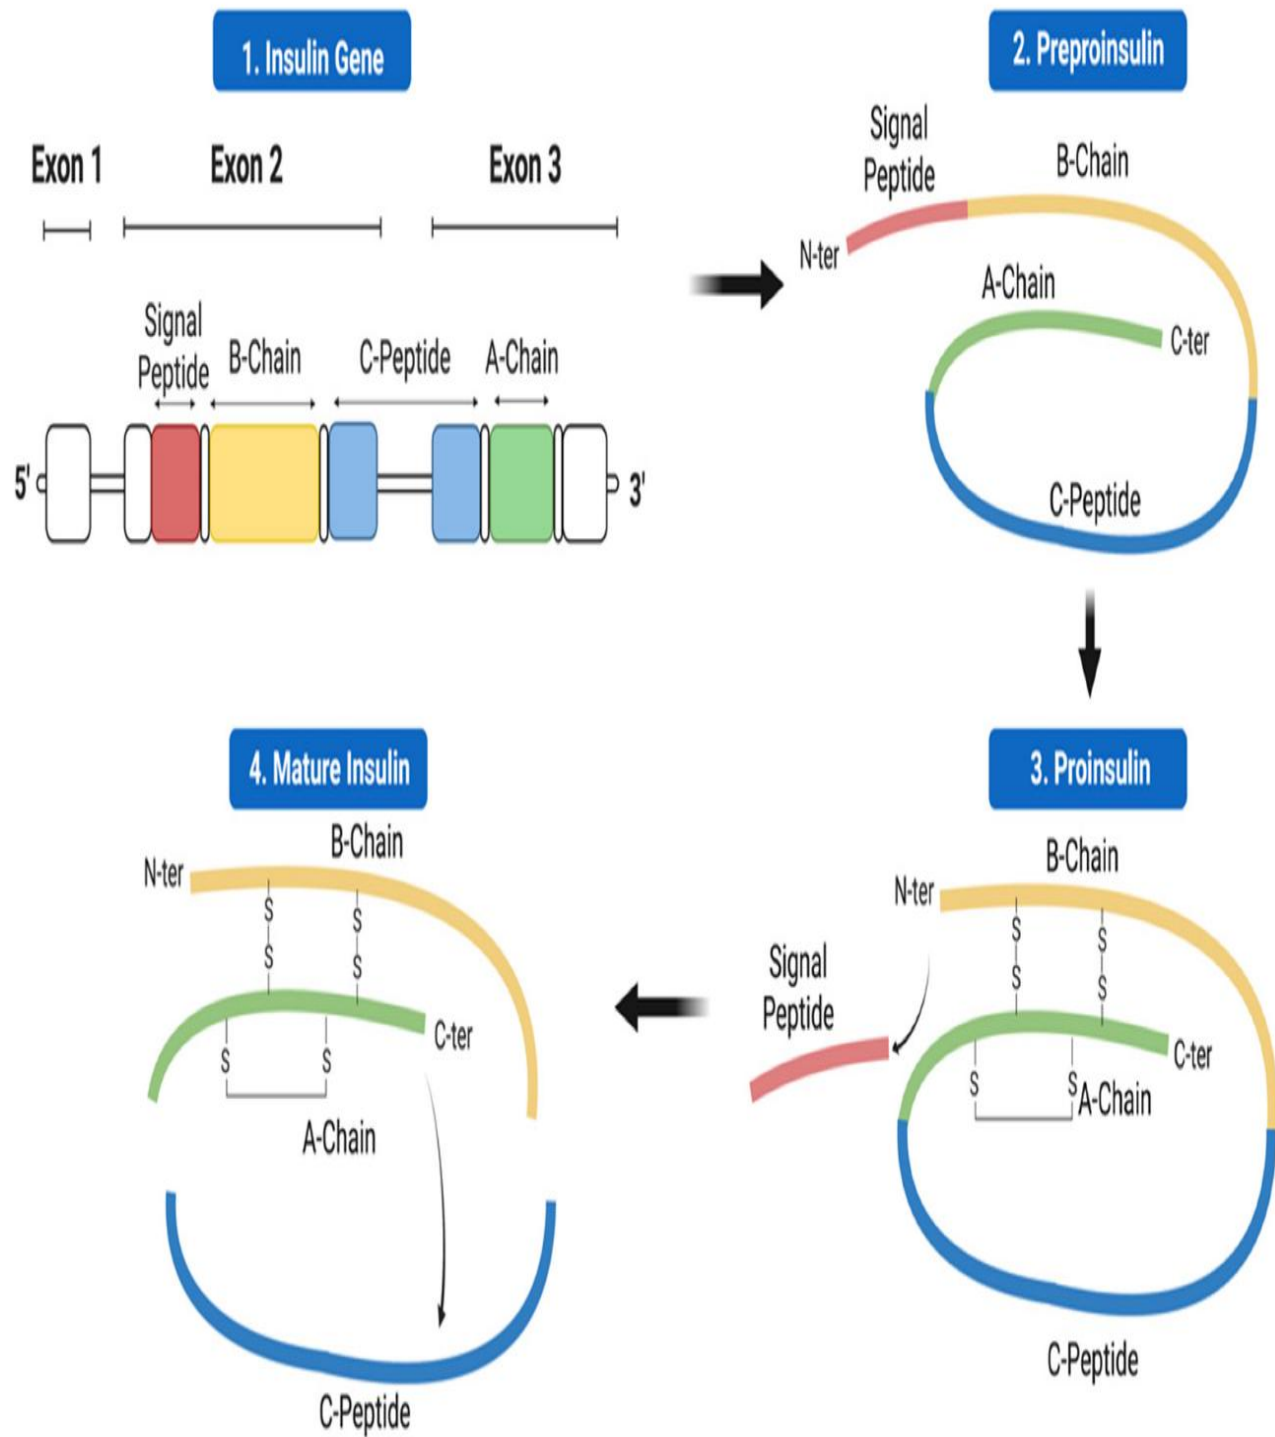 1. Insulin Gene
Exon 1
Exon 2
Exon 3
Signal
Peptide
B-Chain
C-Peptide
A-Chain
5'
3'
2. Preproinsulin
Signal
Peptide
B-Chain
N-ter
A-Chain
C-ter
C-Peptide
3. Proinsulin
B-Chain
N-ter
S
S
S
S
Signal
Peptide
C-ter
S
S
A-Chain
C-Peptide
4. Mature Insulin
B-Chain
N-ter
S
S
S
S
C-ter
S
S
A-Chain
C-Peptide